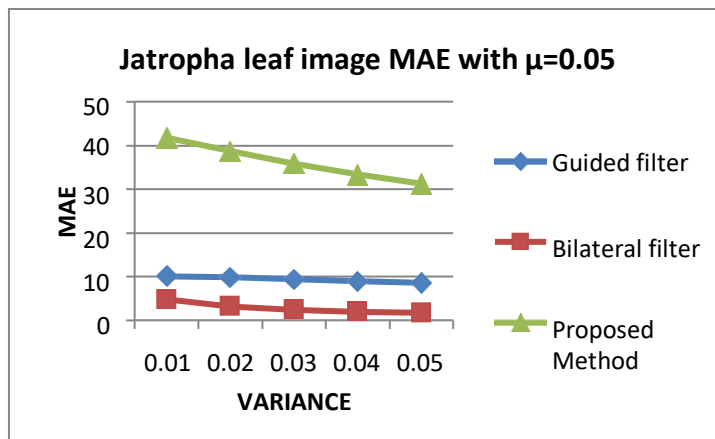 Jatropha leaf image MAE with µ=0.05
50
40
30
20
10
0
MAE
0.01 0.02 0.03 0.04 0.05
VARIANCE
Guided filter
Bilateral filter
Proposed
Method